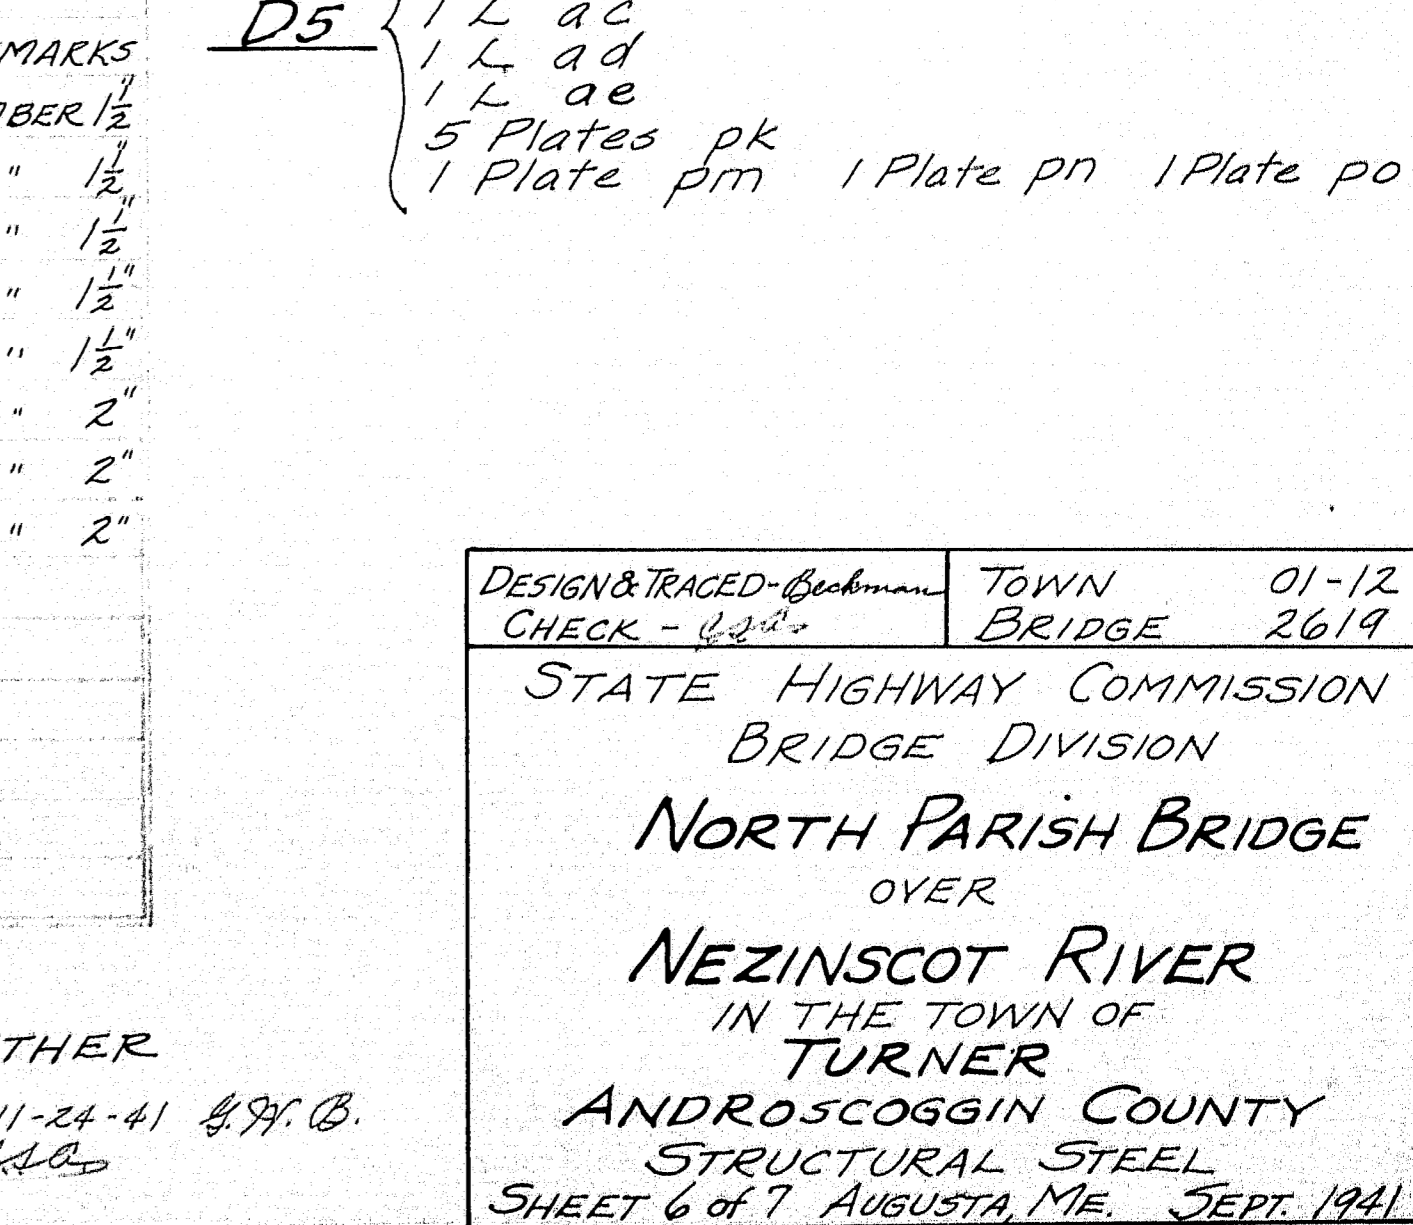 MARKS
OBER 1½"
" 1½"
" 1½"
" 1½"
" 1½"
" 2"
" 2"
" 2"
D5
1 L ac
1 L ad
1 L ae
5 Plates pk
1 Plate pm 1 Plate pn 1 Plate po
THER
11-24-41 G.W.B.
DESIGN & TRACED - Beckman
CHECK -
TOWN 01-12
BRIDGE 2619
STATE HIGHWAY COMMISSION
BRIDGE DIVISION
NORTH PARISH BRIDGE
OVER
NEZINSCOT RIVER
IN THE TOWN OF
TURNER
ANDROSCOGGIN COUNTY
STRUCTURAL STEEL
SHEET 6 of 7 AUGUSTA, ME. SEPT. 1941